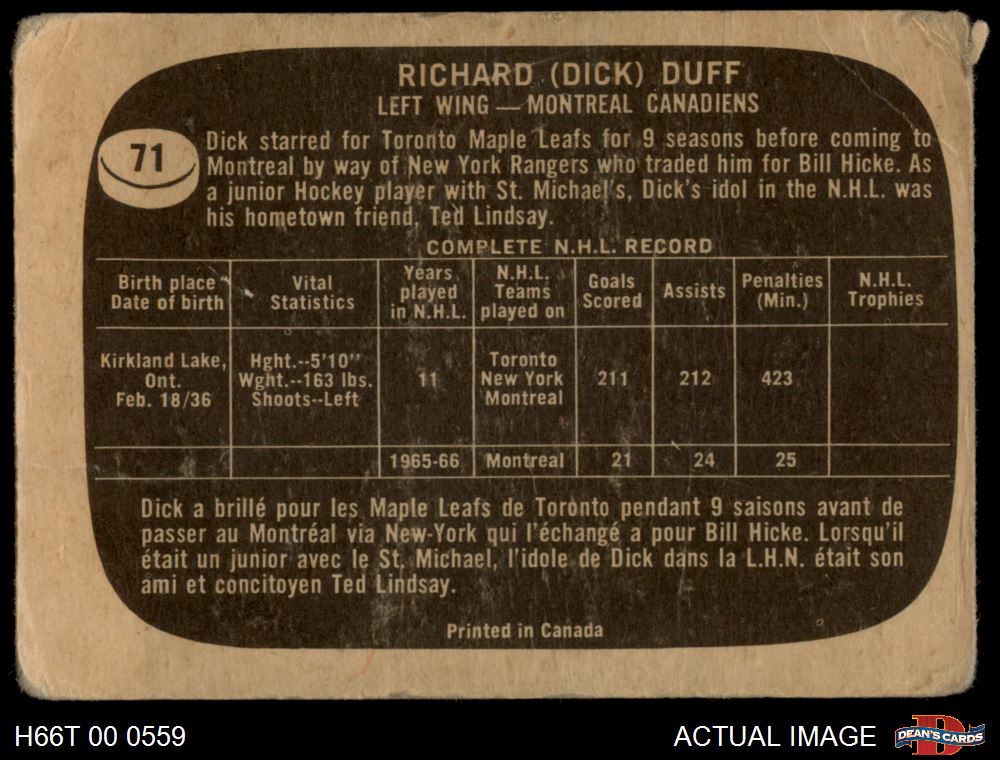 RICHARD (DICK) DUFF
LEFT WING — MONTREAL CANADIENS
71
Dick starred for Toronto Maple Leafs for 9 seasons before coming to
Montreal by way of New York Rangers who traded him for Bill Hicke. As
a junior Hockey player with St. Michael's, Dick's idol in the N.H.L. was
his hometown friend, Ted Lindsay.
COMPLETE N.H.L. RECORD
Birth place
Date of birth
Vital
Statistics
Years
played
in N.H.L.
N.H.L.
Teams
played on
Goals
Scored
Assists
Penalties
(Min.)
N.H.L.
Trophies
Kirkland Lake,
Ont.
Feb. 18/36
Hght.--5'10"
Wght.--163 lbs.
Shoots--Left
11
Toronto
New York
Montreal
211
212
423
1965-66
Montreal
21
24
25
Dick a brillé pour les Maple Leafs de Toronto pendant 9 saisons avant de
passer au Montréal via New-York qui l'échangé a pour Bill Hicke. Lorsqu'il
était un junior avec le St. Michael, l'idole de Dick dans la L.H.N. était son
ami et concitoyen Ted Lindsay.
Printed in Canada
H66T 00 0559
ACTUAL IMAGE
DEAN'S CARDS